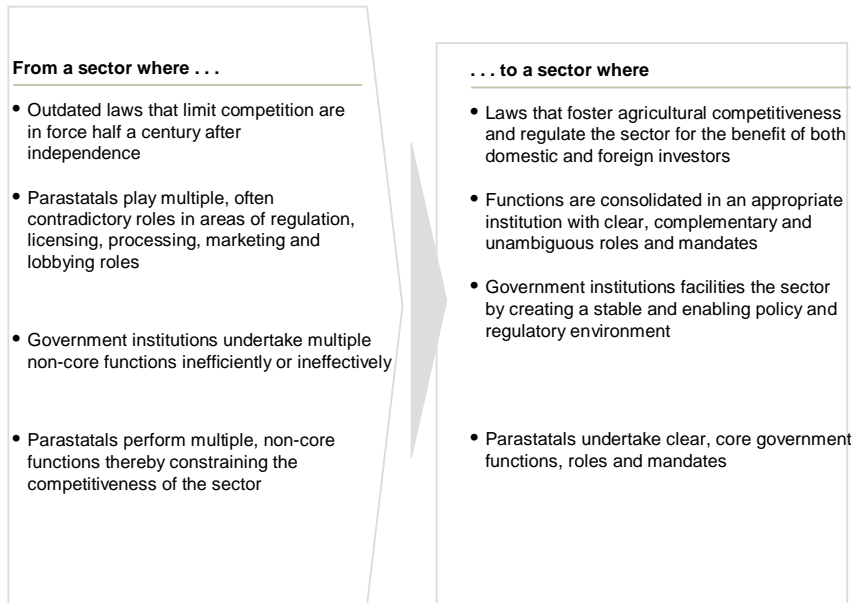 From a sector where . . .
• Outdated laws that limit competition are
in force half a century after
independence
• Parastatals play multiple, often
contradictory roles in areas of regulation,
licensing, processing, marketing and
lobbying roles
• Government institutions undertake multiple
non-core functions inefficiently or ineffectively
• Parastatals perform multiple, non-core
functions thereby constraining the
competitiveness of the sector
. . . to a sector where
• Laws that foster agricultural competitiveness
and regulate the sector for the benefit of both
domestic and foreign investors
• Functions are consolidated in an appropriate
institution with clear, complementary and
unambiguous roles and mandates
• Government institutions facilities the sector
by creating a stable and enabling policy and
regulatory environment
• Parastatals undertake clear, core government
functions, roles and mandates